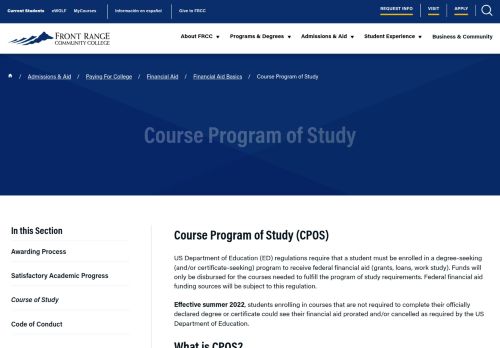 Current Students eWOLF MyCourses Información en español Give to FRCC REQUEST INFO VISIT APPLY
FRONT RANGE
COMMUNITY COLLEGE
About FRCC Programs & Degrees Admissions & Aid Student Experience Business & Community
/ Admissions & Aid / Paying For College / Financial Aid / Financial Aid Basics / Course Program of Study
Course Program of Study
In this Section
Awarding Process
Satisfactory Academic Progress
Course of Study
Code of Conduct
Course Program of Study (CPOS)
US Department of Education (ED) regulations require that a student must be enrolled in a degree-seeking
(and/or certificate-seeking) program to receive federal financial aid (grants, loans, work study). Funds will
only be disbursed for the courses needed to fulfill the program of study requirements. Federal financial aid
funding sources will be subject to this regulation.
Effective summer 2022, students enrolling in courses that are not required to complete their officially
declared degree or certificate could see their financial aid prorated and/or cancelled as required by the US
Department of Education.
What is CPOS?